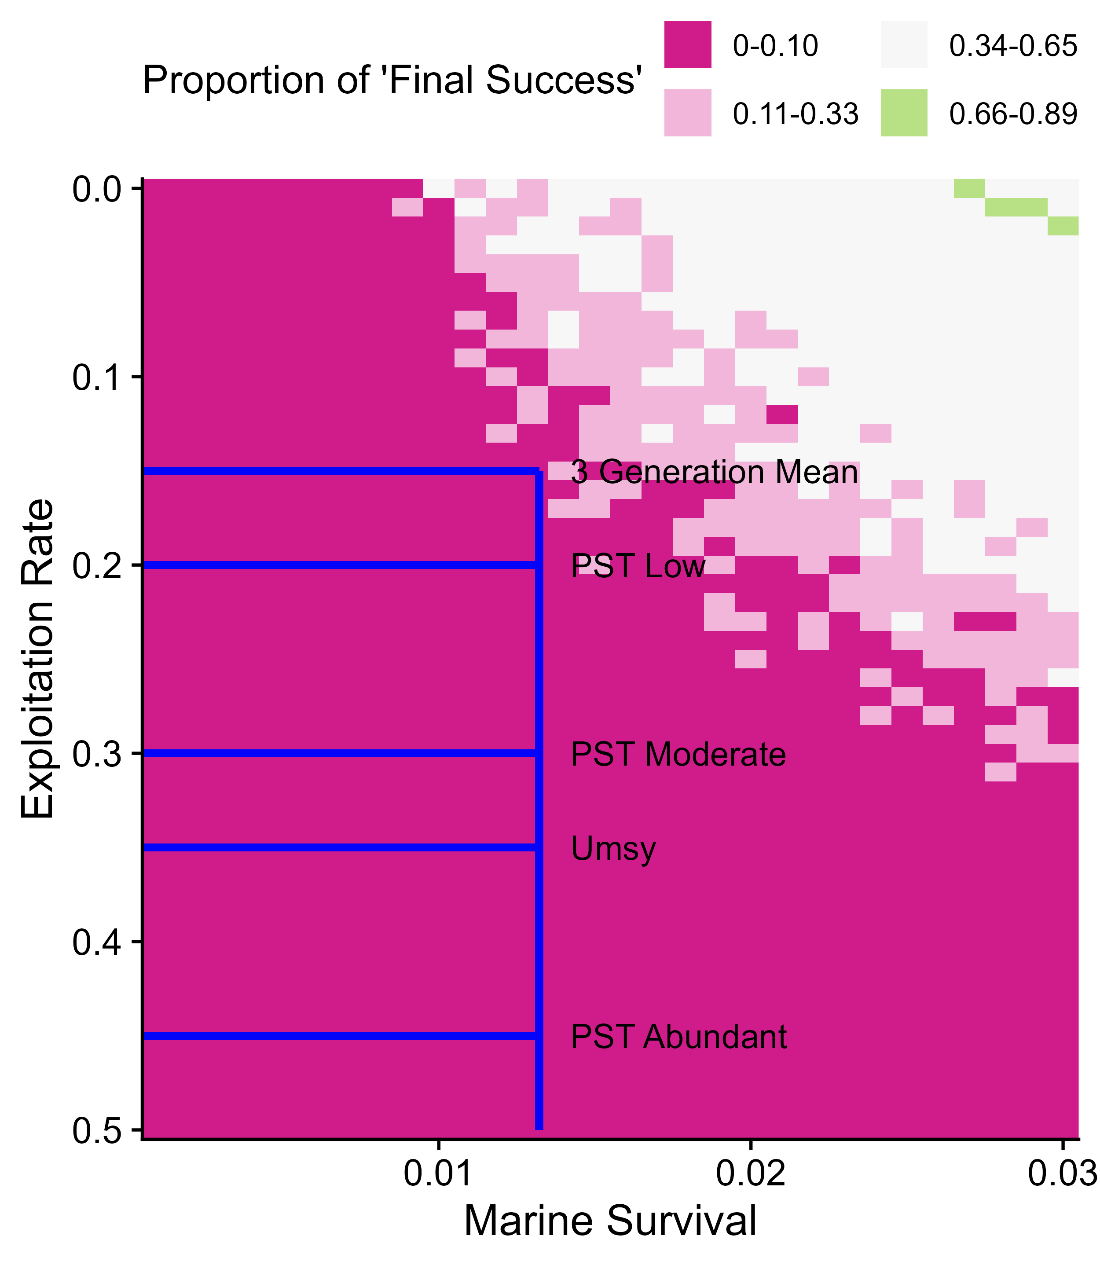 Proportion of 'Final Success'
0-0.10
0.34-0.65
0.11-0.33
0.66-0.89
0.0
0.1
0.2
0.3
0.4
0.5
Exploitation Rate
3 Generation Mean
PST Low
PST Moderate
Umsy
PST Abundant
0.01
0.02
0.03
Marine Survival